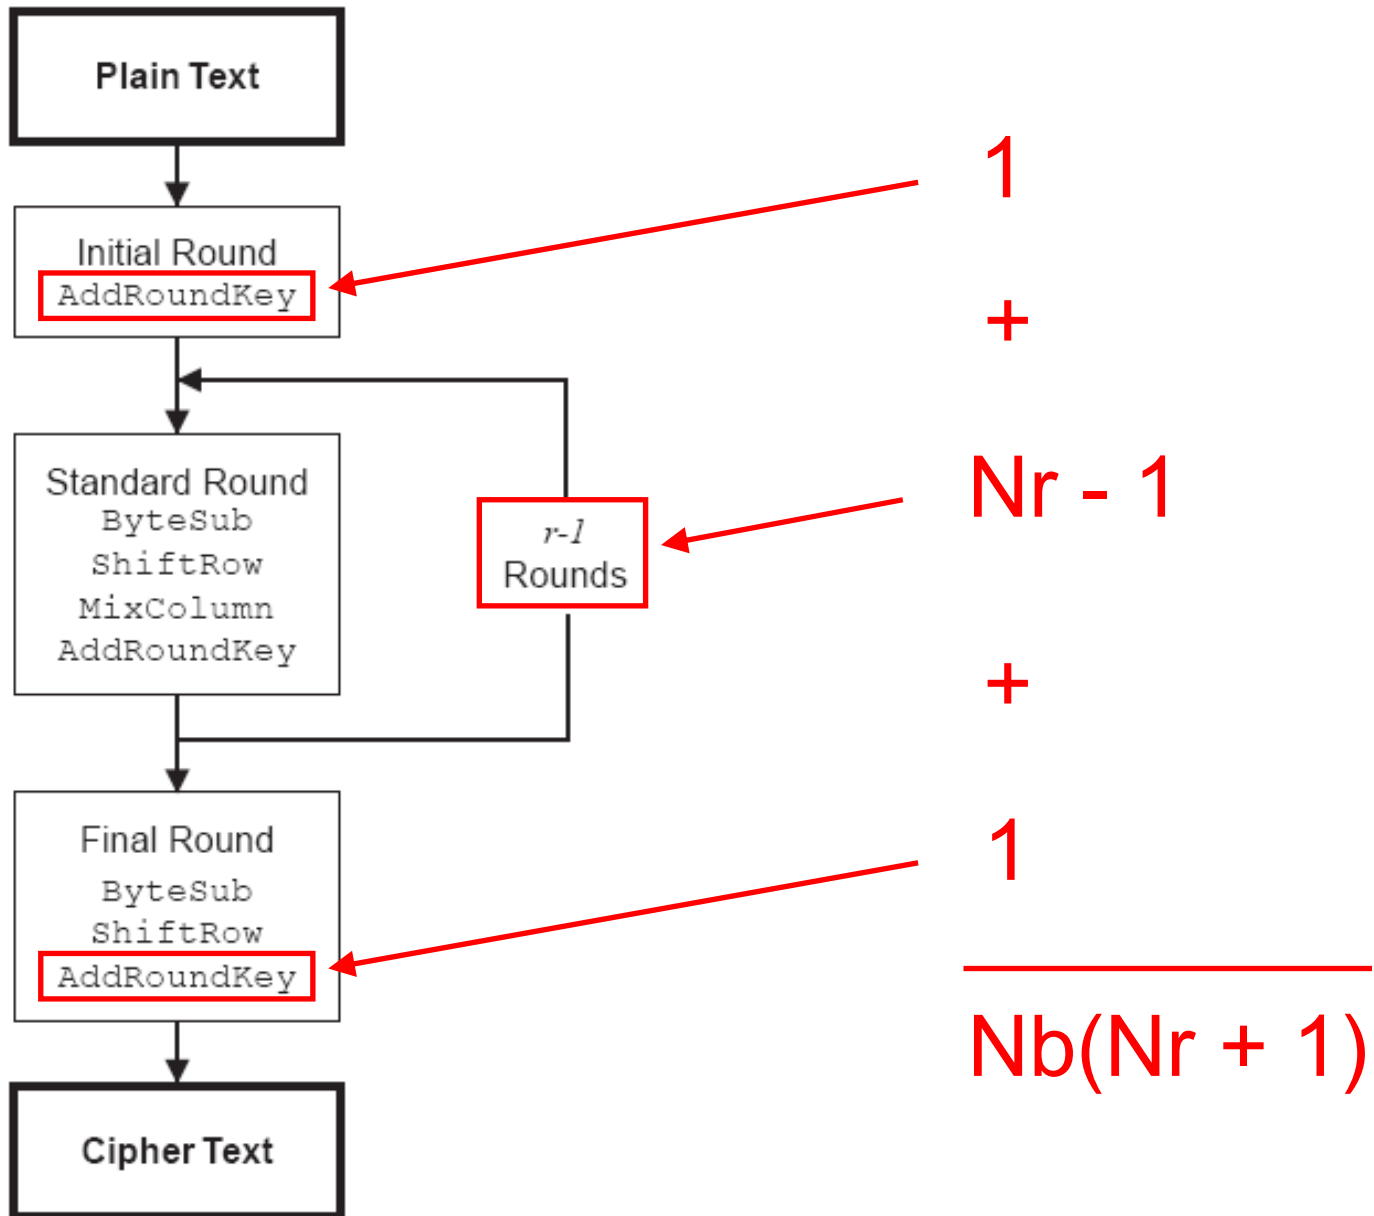 Plain Text
Initial Round
AddRoundKey
Standard Round
ByteSub
ShiftRow
MixColumn
AddRoundKey
r-1
Rounds
Final Round
ByteSub
ShiftRow
AddRoundKey
Cipher Text
1
+
Nr - 1
+
1
Nb(Nr + 1)